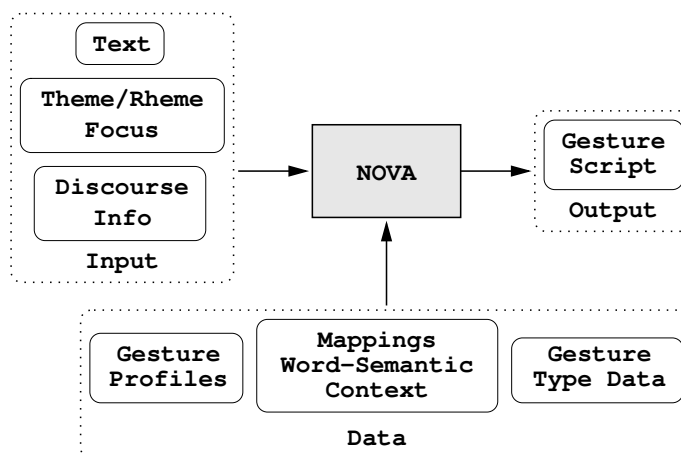 Text
Theme/Rheme
Focus
Discourse
Info
Input
NOVA
Gesture
Script
Output
Gesture
Profiles
Mappings
Word-Semantic
Context
Gesture
Type Data
Data